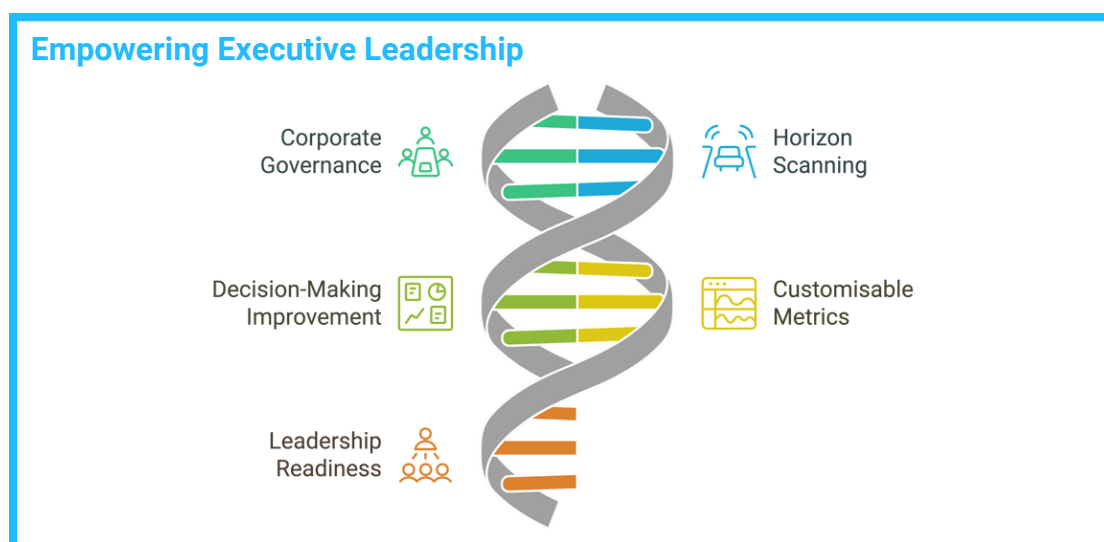 Empowering Executive Leadership
Corporate
Governance
Horizon
Scanning
Decision-Making
Improvement
Customisable
Metrics
Leadership
Readiness